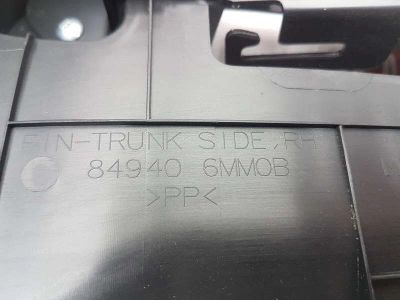 FIN-TRUNK SIDE,RH
84940 6MM0B
>PP<